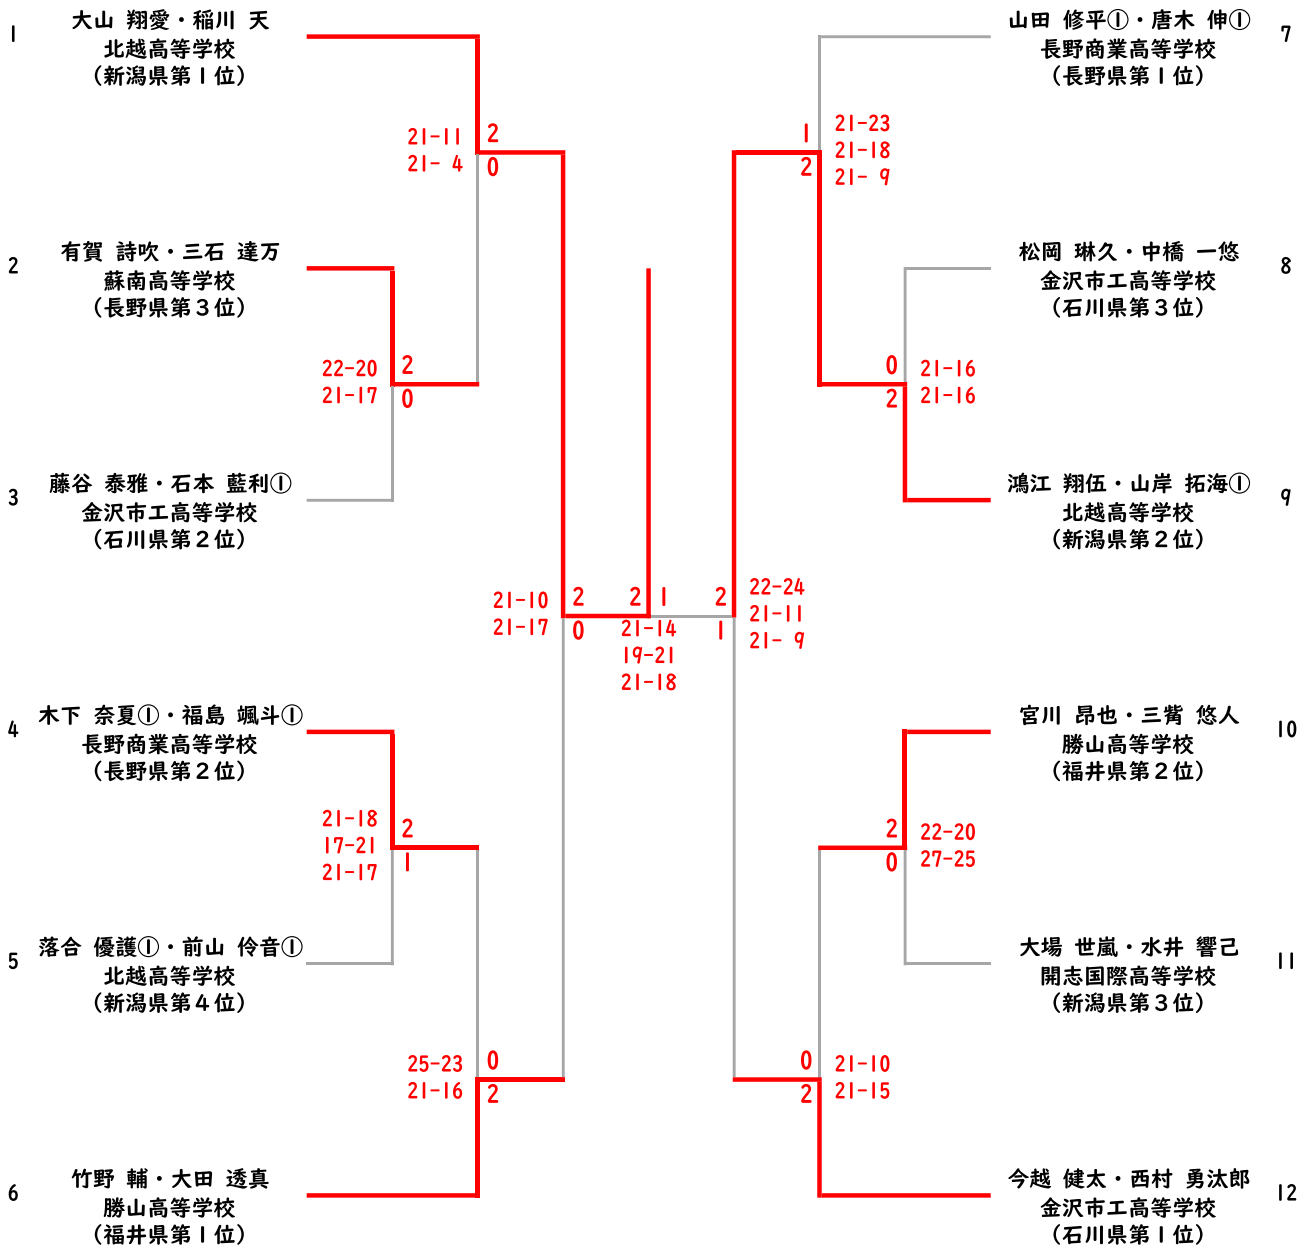 1
大山 翔愛・稲川 天
北越高等学校
（新潟県第１位）
2
有賀 詩吹・三石 達万
蘇南高等学校
（長野県第３位）
3
藤谷 泰雅・石本 藍利①
金沢市工高等学校
（石川県第２位）
4
木下 奈夏①・福島 颯斗①
長野商業高等学校
（長野県第２位）
5
落合 優護①・前山 伶音①
北越高等学校
（新潟県第４位）
6
竹野 輔・大田 透真
勝山高等学校
（福井県第１位）
21-11
21- 4
2
0
22-20
21-17
2
0
21-18
17-21
21-17
2
1
25-23
21-16
0
2
21-10
21-17
2
0
2
1
21-14
19-21
21-18
2
1
22-24
21-11
21- 9
1
2
21-23
21-18
21- 9
0
2
21-16
21-16
2
0
22-20
27-25
0
2
21-10
21-15
山田 修平①・唐木 伸①
長野商業高等学校
（長野県第１位）
7
松岡 琳久・中橋 一悠
金沢市工高等学校
（石川県第３位）
8
鴻江 翔伍・山岸 拓海①
北越高等学校
（新潟県第２位）
9
宮川 昂也・三觜 悠人
勝山高等学校
（福井県第２位）
10
大場 世嵐・水井 響己
開志国際高等学校
（新潟県第３位）
11
今越 健太・西村 勇汰郎
金沢市工高等学校
（石川県第１位）
12